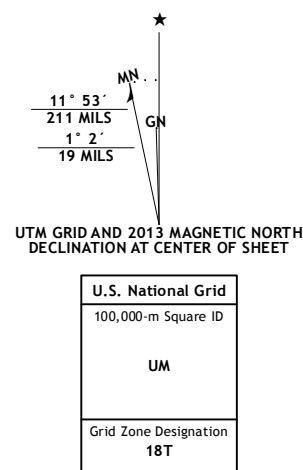 MN
GN
11° 53´
211 MILS
1° 2´
19 MILS
UTM GRID AND 2013 MAGNETIC NORTH
DECLINATION AT CENTER OF SHEET
U.S. National Grid
100,000-m Square ID
UM
Grid Zone Designation
18T